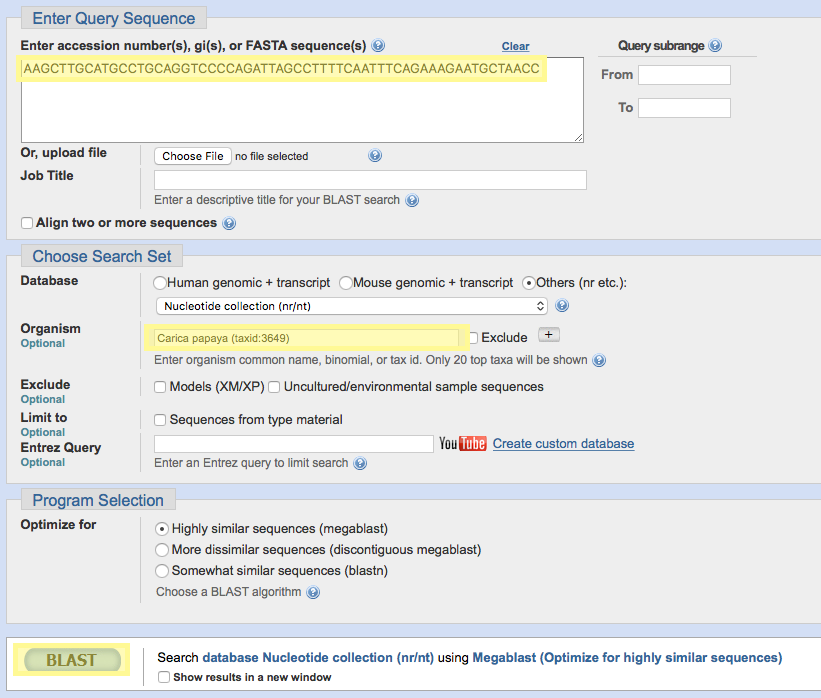 Enter Query Sequence
Enter accession number(s), gi(s), or FASTA sequence(s) ? Clear Query subrange ?
AAGCTTGCATGCCTGCAGGTCCCCAGATTAGCCTTTTCAATTTCAGAAAGAATGCTAACC
From
To
Or, upload file Choose File no file selected ?
Job Title
Enter a descriptive title for your BLAST search ?
Align two or more sequences ?
Choose Search Set
Database Human genomic + transcript Mouse genomic + transcript Others (nr etc.):
Nucleotide collection (nr/nt) ?
Organism
Optional
Carica papaya (taxid:3649) Exclude +
Enter organism common name, binomial, or tax id. Only 20 top taxa will be shown ?
Exclude
Optional
Models (XM/XP) Uncultured/environmental sample sequences
Limit to
Optional
Sequences from type material
Entrez Query
Optional
YouTube Create custom database
Enter an Entrez query to limit search ?
Program Selection
Optimize for Highly similar sequences (megablast)
More dissimilar sequences (discontiguous megablast)
Somewhat similar sequences (blastn)
Choose a BLAST algorithm ?
BLAST Search database Nucleotide collection (nr/nt) using Megablast (Optimize for highly similar sequences)
Show results in a new window